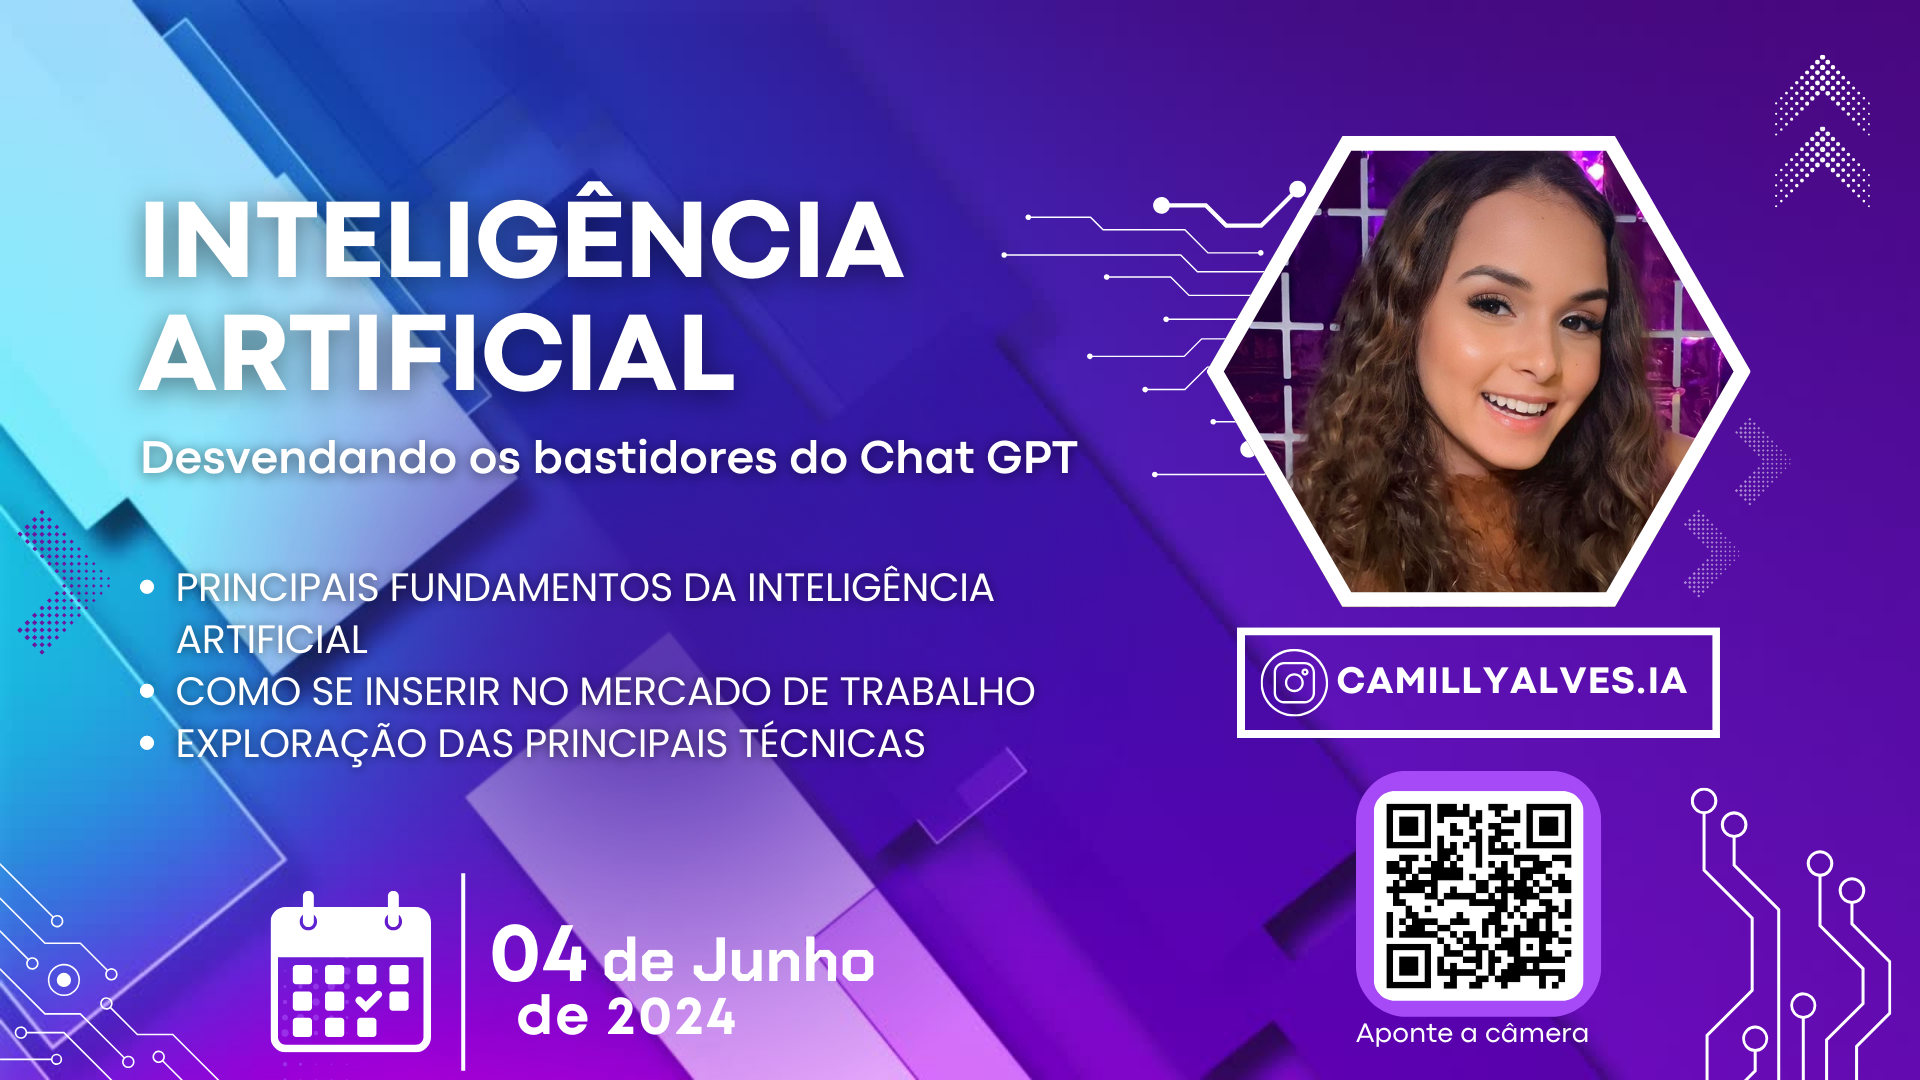 INTELIGÊNCIA
ARTIFICIAL
Desvendando os bastidores do Chat GPT
• PRINCIPAIS FUNDAMENTOS DA INTELIGÊNCIA
ARTIFICIAL
• COMO SE INSERIR NO MERCADO DE TRABALHO
• EXPLORAÇÃO DAS PRINCIPAIS TÉCNICAS
04 de Junho
de 2024
CAMILLYALVES.IA
Aponte a câmera